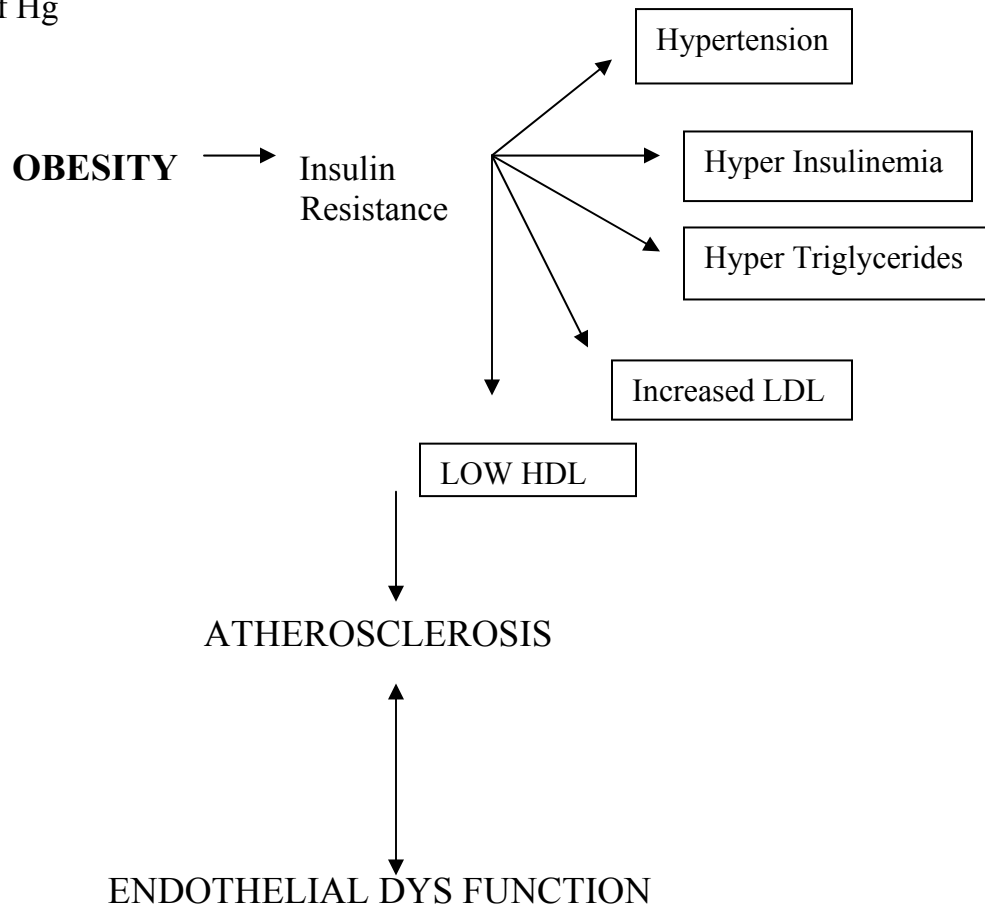 f Hg
Hypertension
OBESITY
Insulin
Resistance
Hyper Insulinemia
Hyper Triglycerides
Increased LDL
LOW HDL
ATHEROSCLEROSIS
ENDOTHELIAL DYS FUNCTION